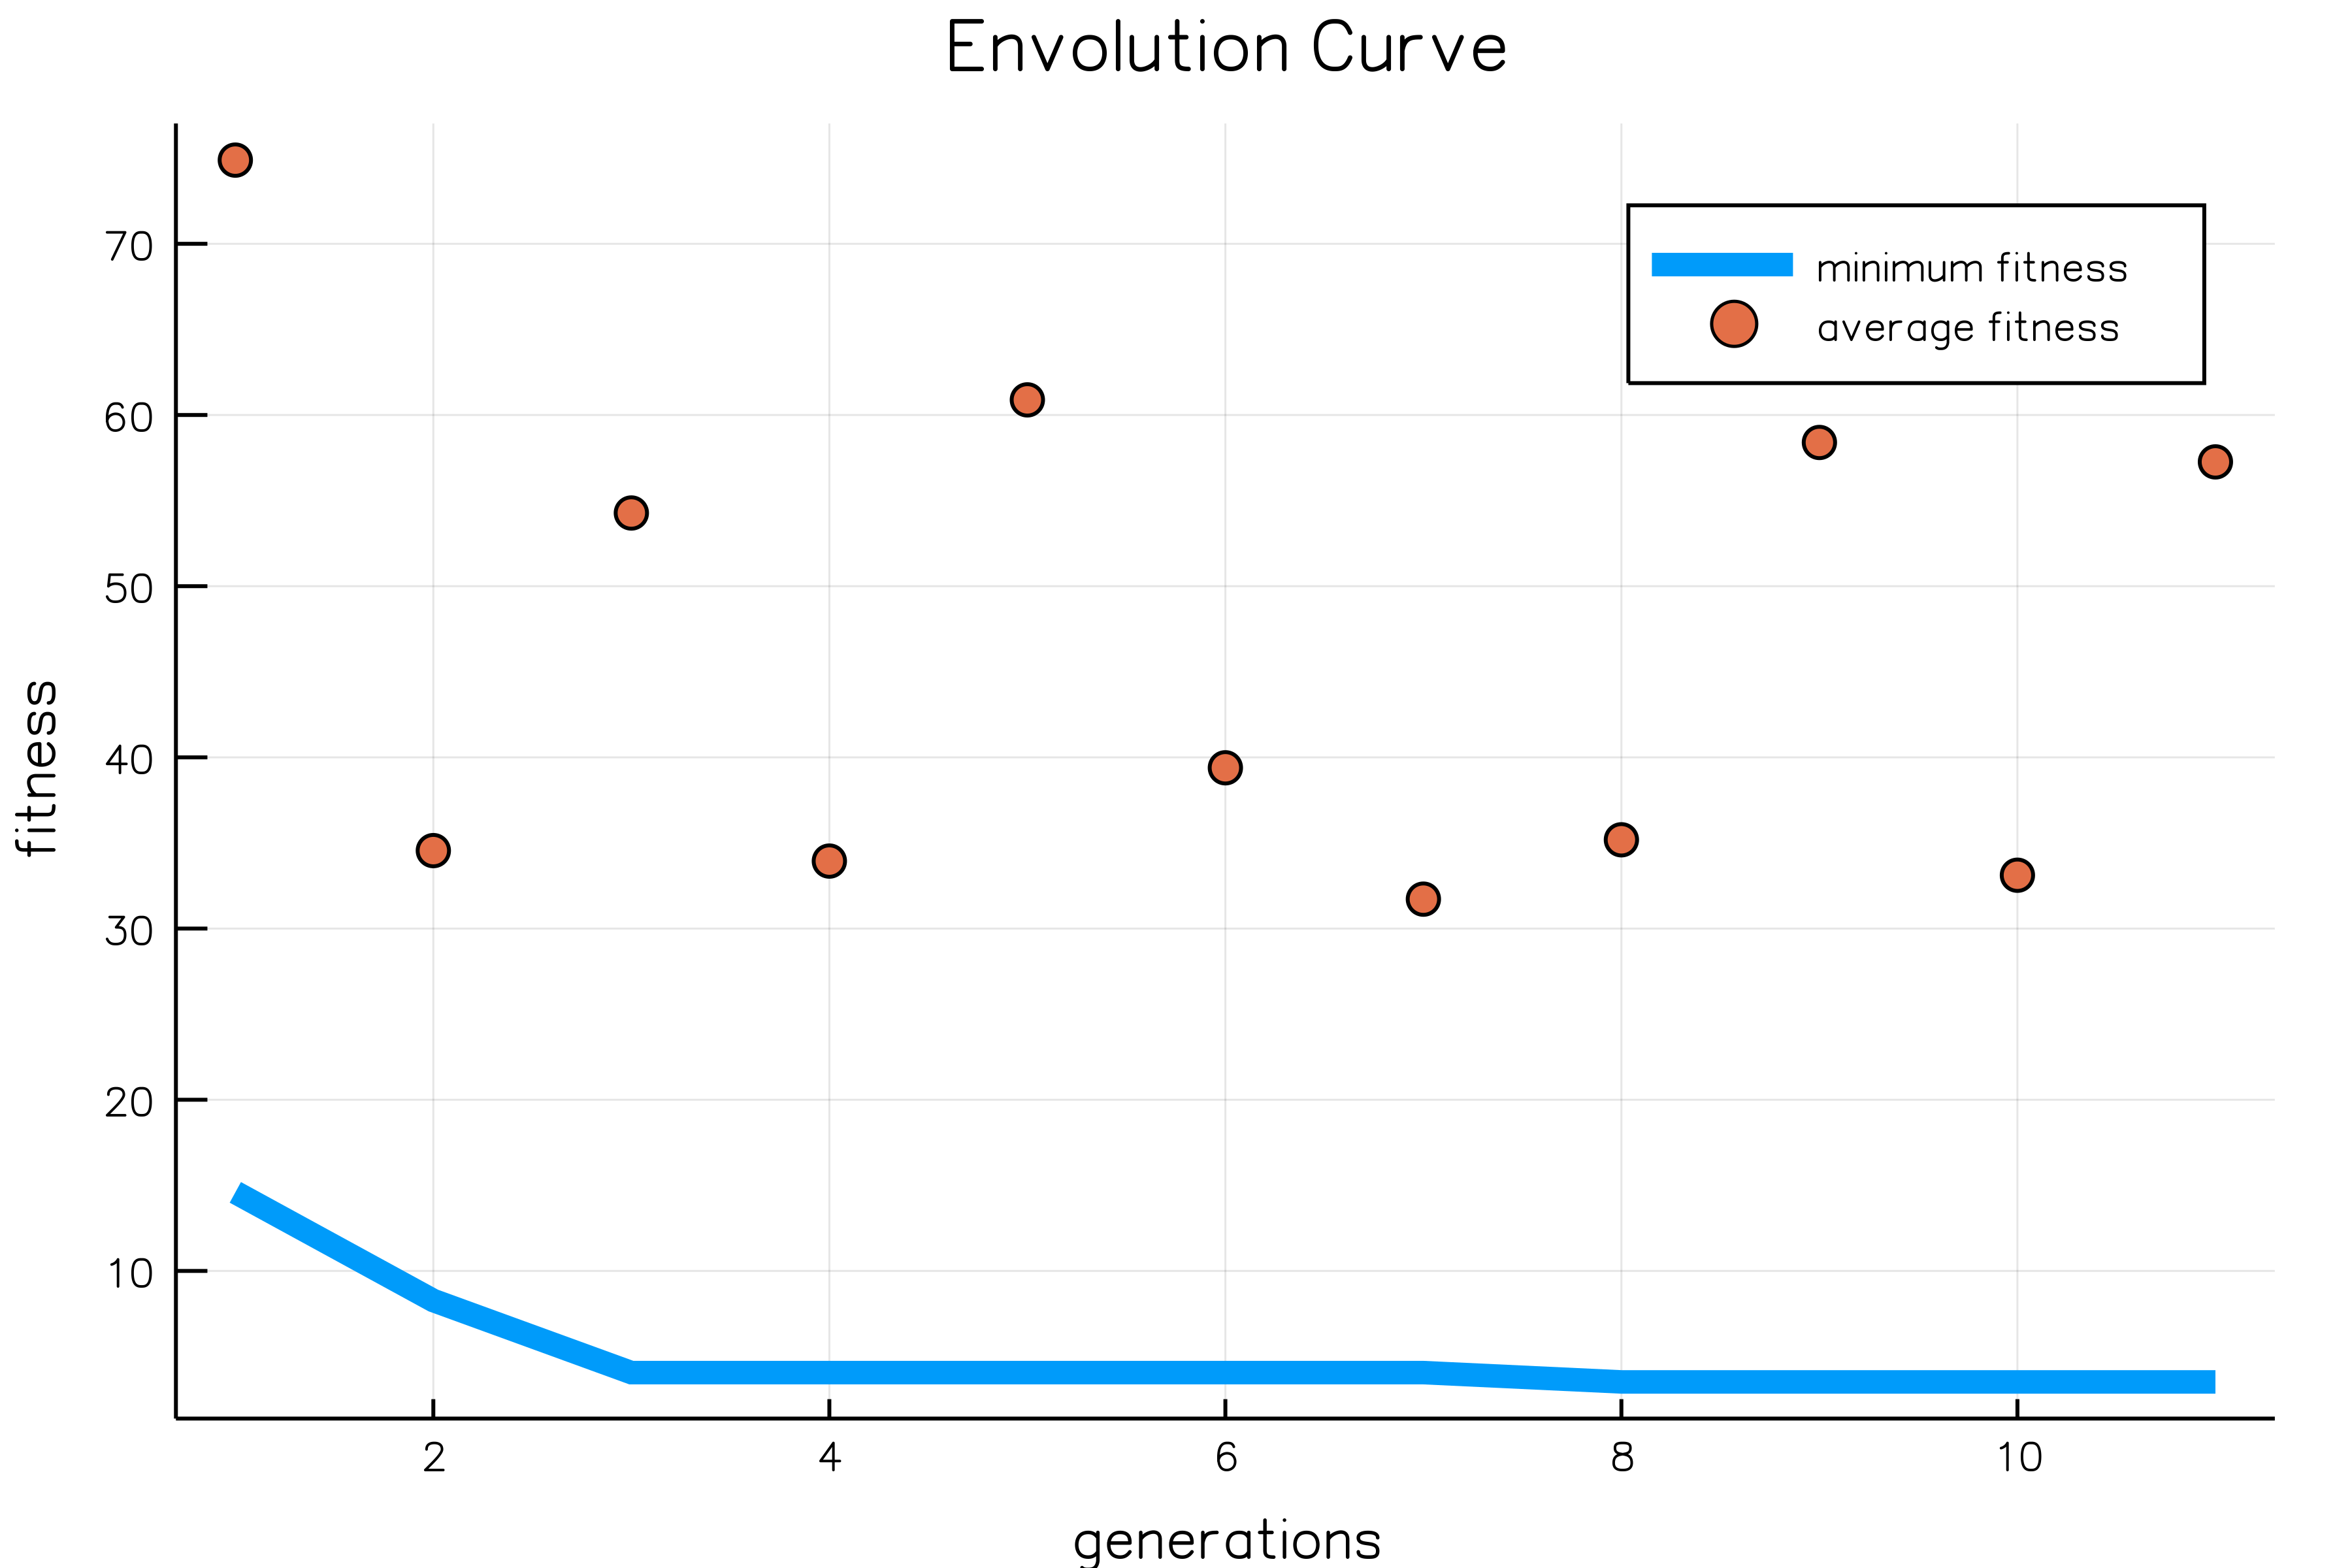 Envolution Curve
70
60
50
40
30
20
10
fitness
minimum fitness
average fitness
2 4 6 8 10
generations